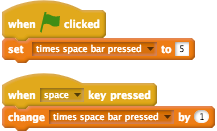 when clicked
set times space bar pressed to 5
when space key pressed
change times space bar pressed by 1